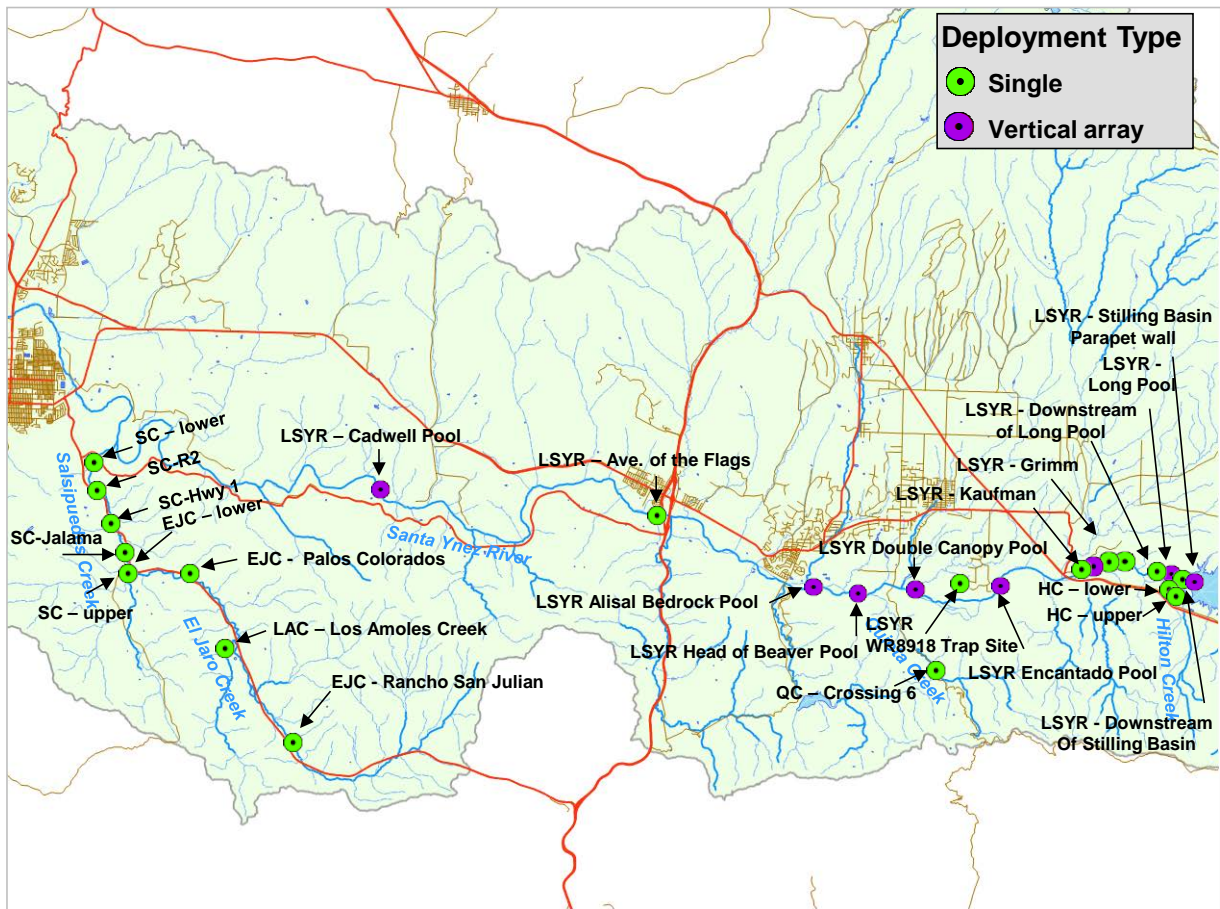 Deployment Type
Single
Vertical array
LSYR - Stilling Basin
Parapet wall
LSYR -
Long Pool
LSYR - Downstream
of Long Pool
LSYR - Grimm
LSYR - Kaufman
SC – lower
SC-R2
SC-Hwy 1
EJC – lower
SC-Jalama
SC – upper
Salsipuedes Creek
EJC - Palos Colorados
LAC – Los Amoles Creek
El Jaro Creek
EJC - Rancho San Julian
LSYR – Cadwell Pool
Santa Ynez River
LSYR – Ave. of the Flags
LSYR Double Canopy Pool
LSYR Alisal Bedrock Pool
LSYR Head of Beaver Pool
LSYR
WR8918 Trap Site
Creek
QC – Crossing 6
LSYR Encantado Pool
HC – lower
HC – upper
Hilton Creek
LSYR - Downstream
Of Stilling Basin